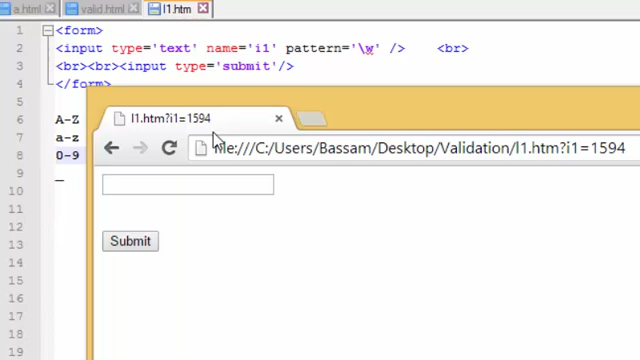 a.html valid.html l1.htm
1 <form>
2 <input type='text' name='i1' pattern='\w' /> <br>
3 <br><br><input type='submit'/>
4 </form>
5
l1.htm?i1=1594
6 A-Z
7 a-z
file:///C:/Users/Bassam/Desktop/Validation/l1.htm?i1=1594
8 0-9
9 _
10
11
12
Submit
13
14
15
16
17
18
19